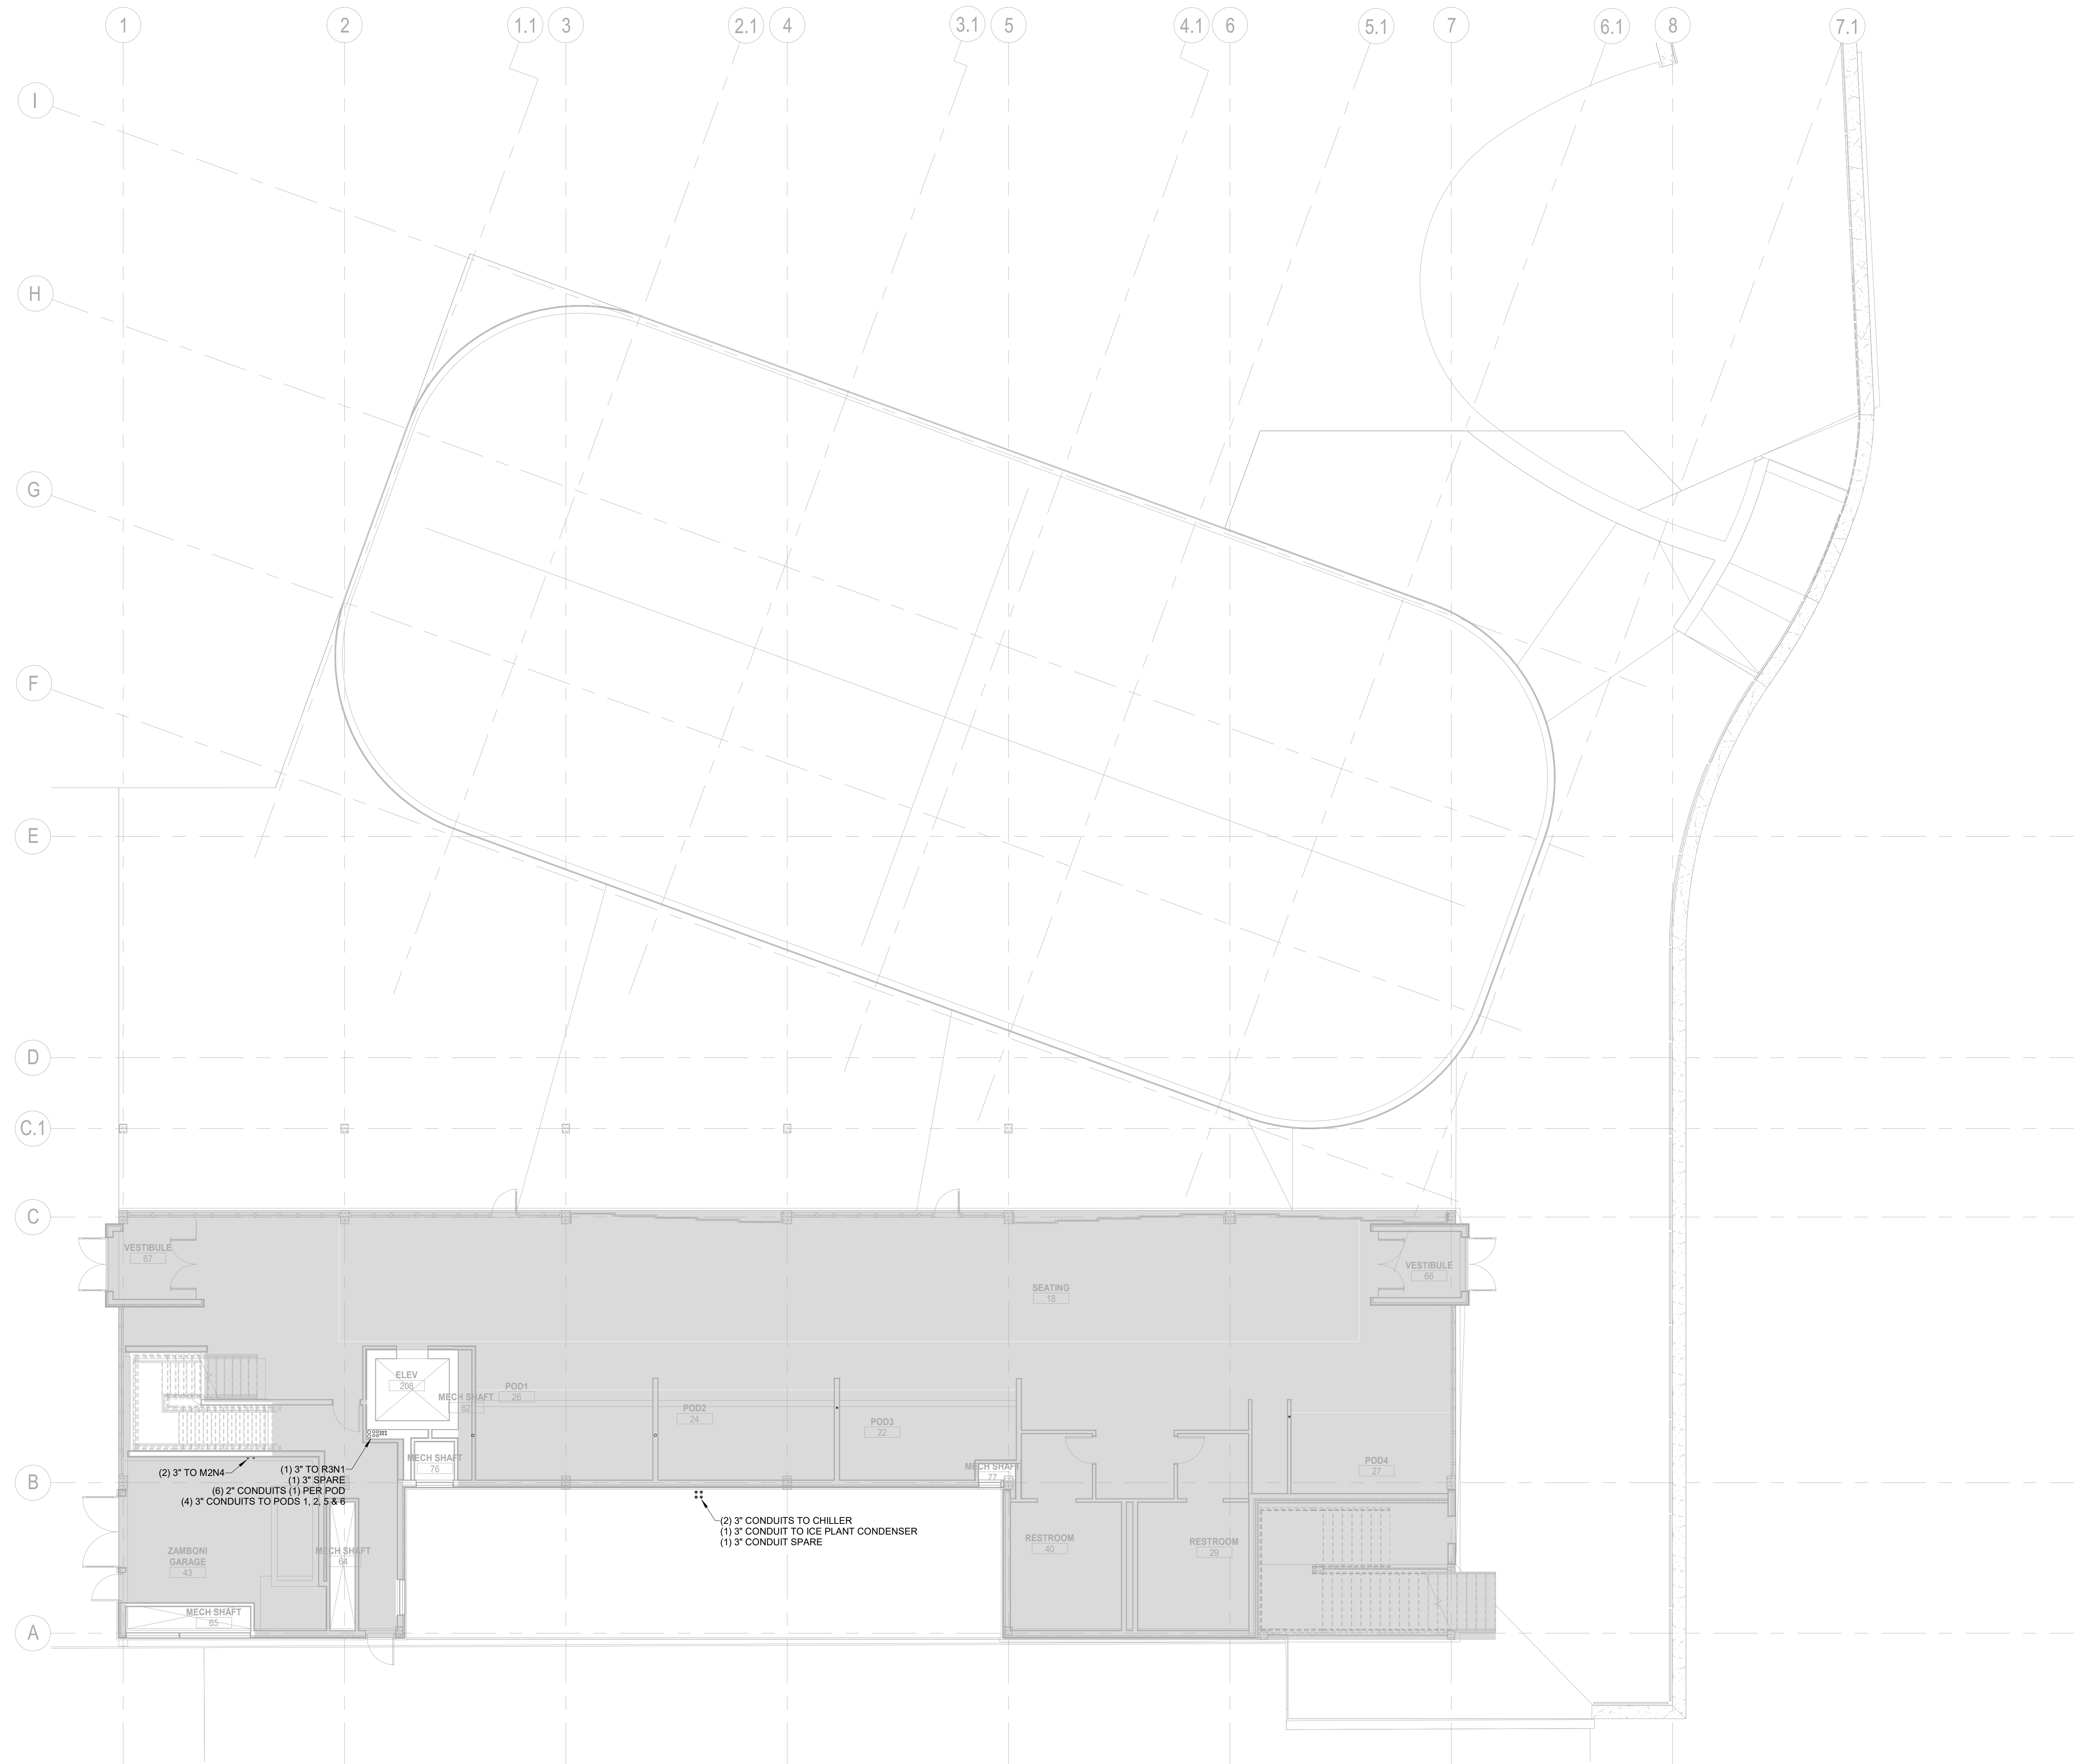 1
2
1.1
3
2.1
4
3.1
5
4.1
6
5.1
7
6.1
8
7.1
I
H
G
F
E
D
C.1
C
B
A
VESTIBULE
67
VESTIBULE
66
SEATING
18
ELEV
208
MECH SHAFT
62
POD1
26
POD2
24
POD3
22
MECH SHAFT
76
MECH SHAFT
77
POD4
27
(2) 3" TO M2N4
(1) 3" TO R3N1
(1) 3" SPARE
(6) 2" CONDUITS (1) PER POD
(4) 3" CONDUITS TO PODS 1, 2, 5 & 6
(2) 3" CONDUITS TO CHILLER
(1) 3" CONDUIT TO ICE PLANT CONDENSER
(1) 3" CONDUIT SPARE
ZAMBONI
GARAGE
43
MECH SHAFT
64
RESTROOM
40
RESTROOM
29
MECH SHAFT
65